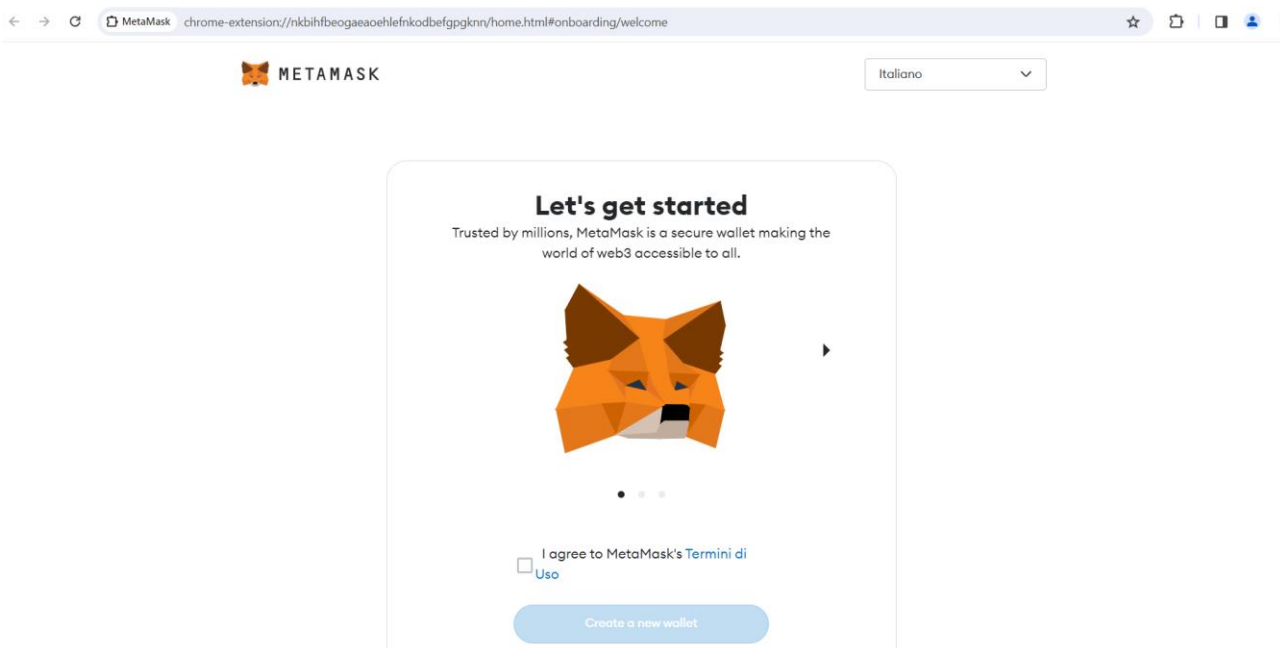 MetaMask
chrome-extension://nkbihfbeogaeaoehlefnkodbefgpgknn/home.html#onboarding/welcome
METAMASK
Italiano
Let's get started
Trusted by millions, MetaMask is a secure wallet making the
world of web3 accessible to all.
I agree to MetaMask's Termini di
Uso
Create a new wallet